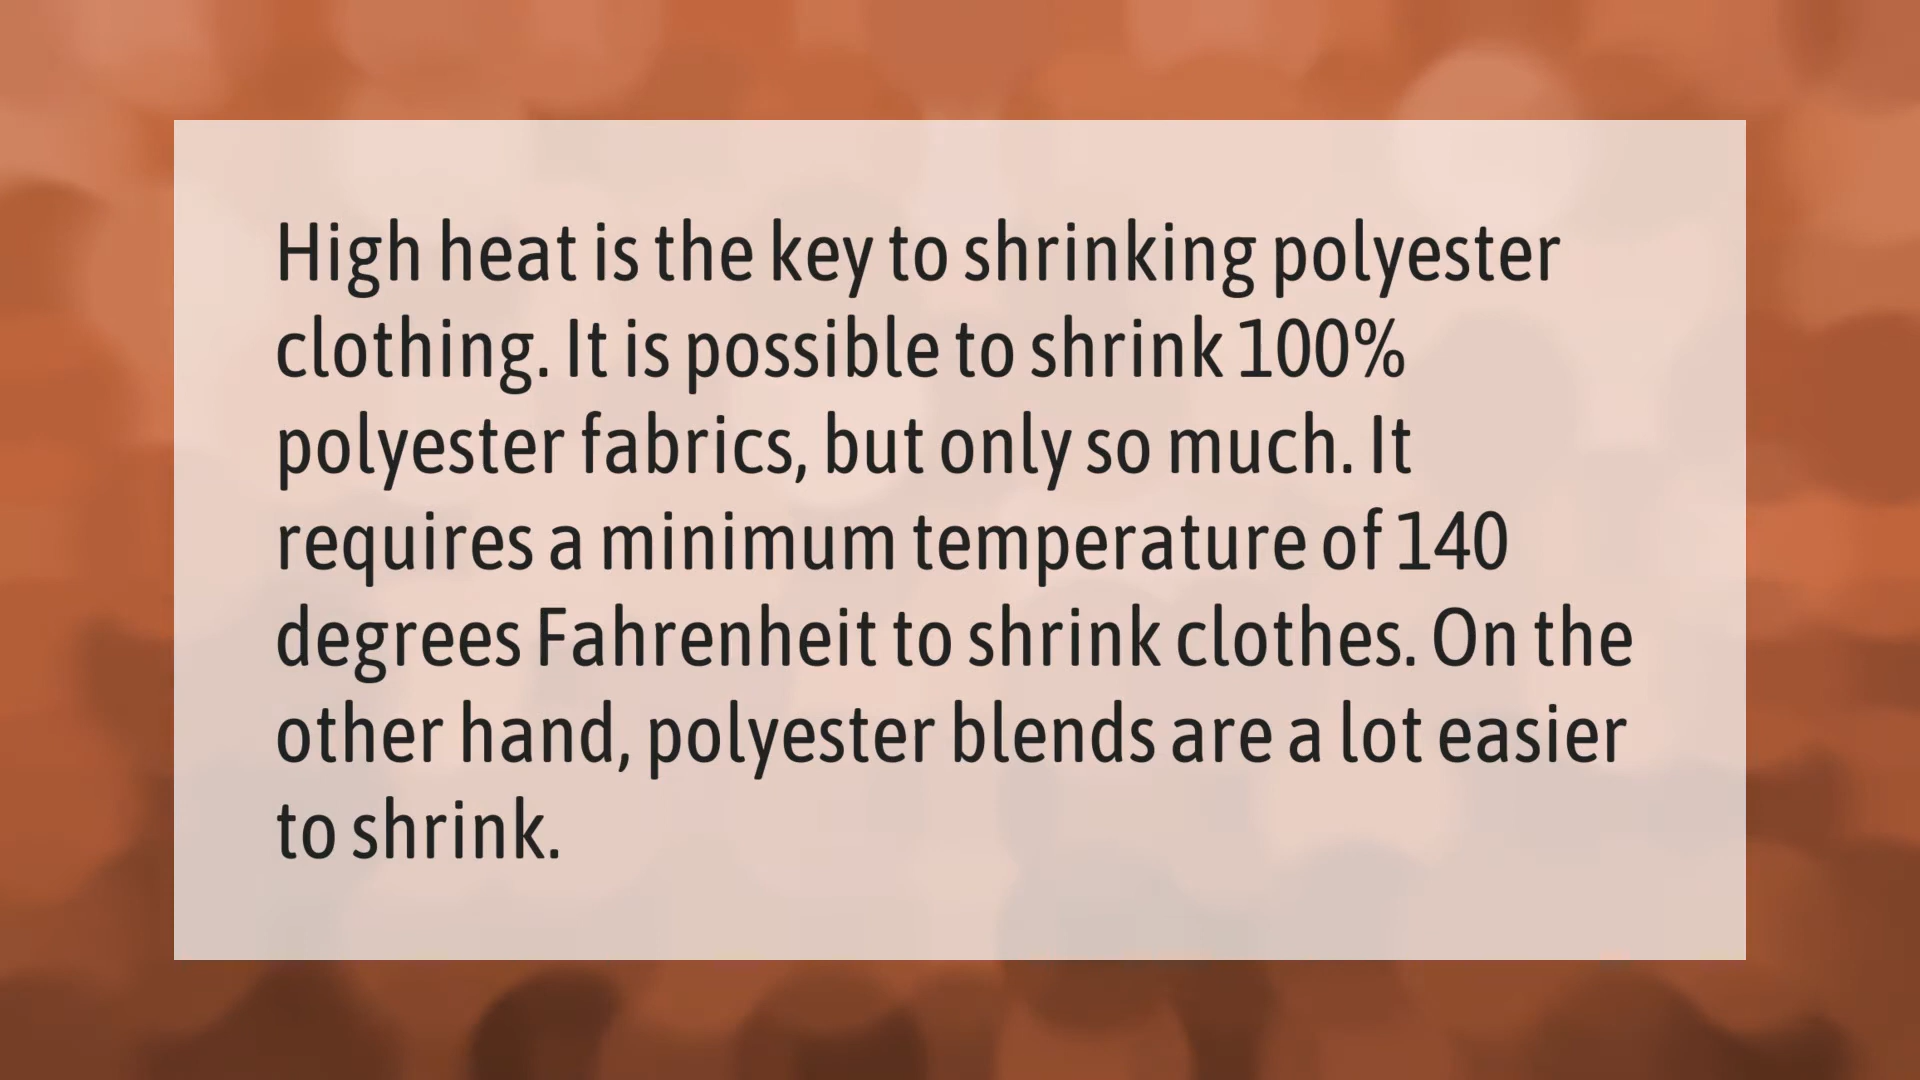 High heat is the key to shrinking polyester
clothing. It is possible to shrink 100%
polyester fabrics, but only so much. It
requires a minimum temperature of 140
degrees Fahrenheit to shrink clothes. On the
other hand, polyester blends are a lot easier
to shrink.